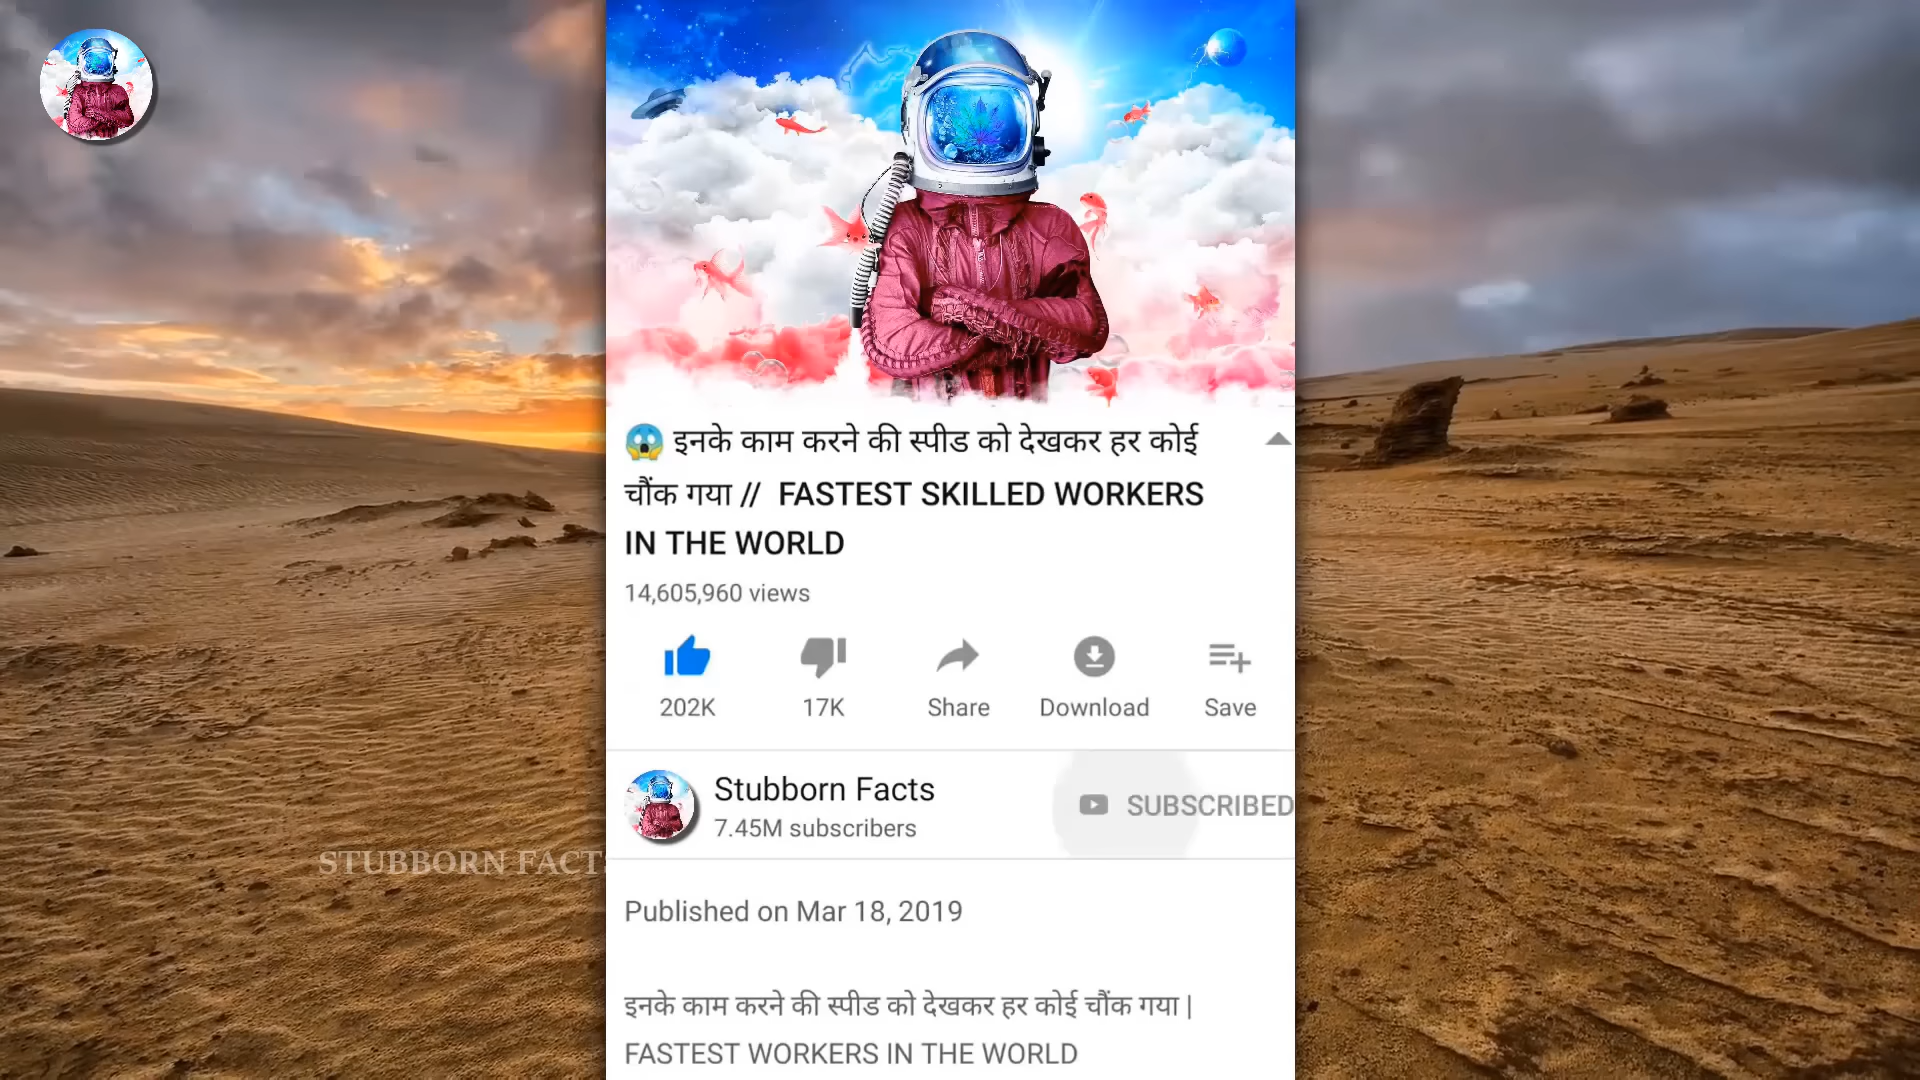 😱 इनके काम करने की स्पीड को देखकर हर कोई
चौंक गया // FASTEST SKILLED WORKERS
IN THE WORLD
14,605,960 views
202K
17K
Share
Download
Save
Stubborn Facts
SUBSCRIBED
7.45M subscribers
STUBBORN FACTS
Published on Mar 18, 2019
इनके काम करने की स्पीड को देखकर हर कोई चौंक गया |
FASTEST WORKERS IN THE WORLD